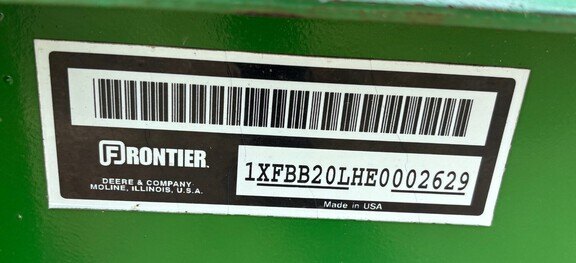 FRONTIER
DEERE & COMPANY
MOLINE, ILLINOIS, U.S.A.
1XFBB20LHE0002629
Made in USA